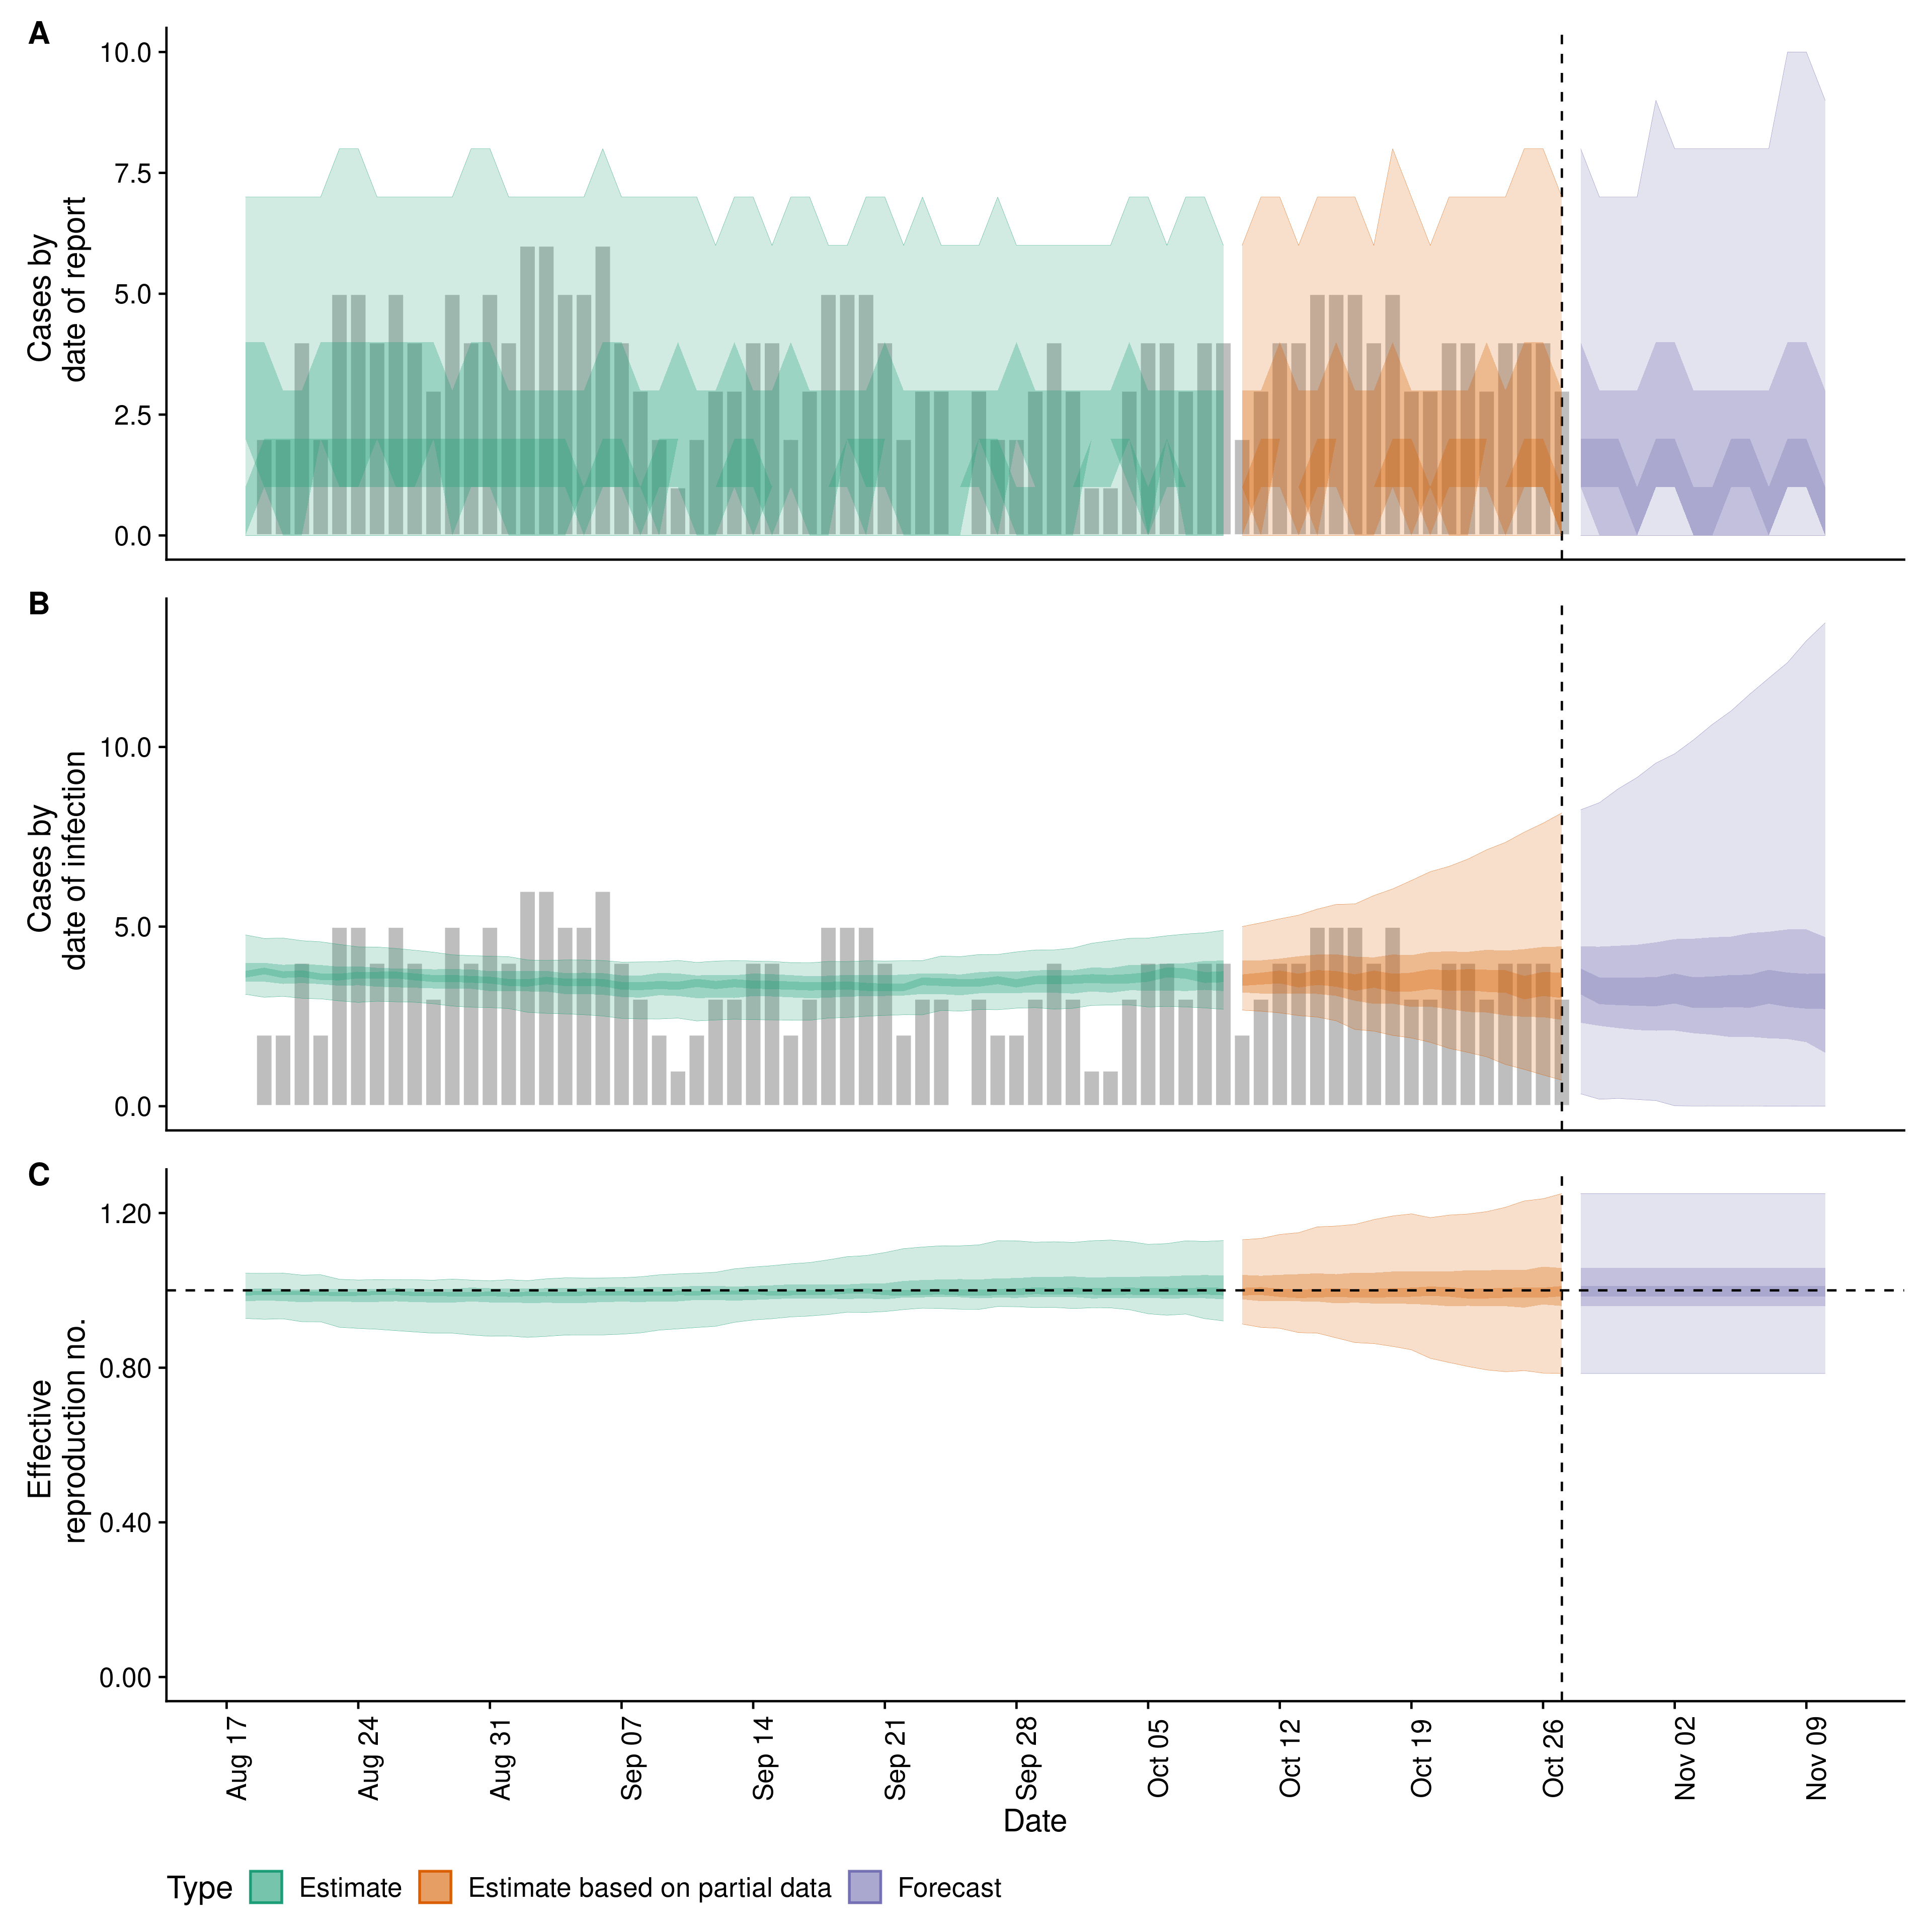 A
Cases by
date of report
10.0
7.5
5.0
2.5
0.0
B
Cases by
date of infection
10.0
5.0
0.0
C
Effective
reproduction no.
1.20
0.80
0.40
0.00
Aug 17
Aug 24
Aug 31
Sep 07
Sep 14
Sep 21
Sep 28
Oct 05
Oct 12
Oct 19
Oct 26
Nov 02
Nov 09
Date
Type Estimate Estimate based on partial data Forecast